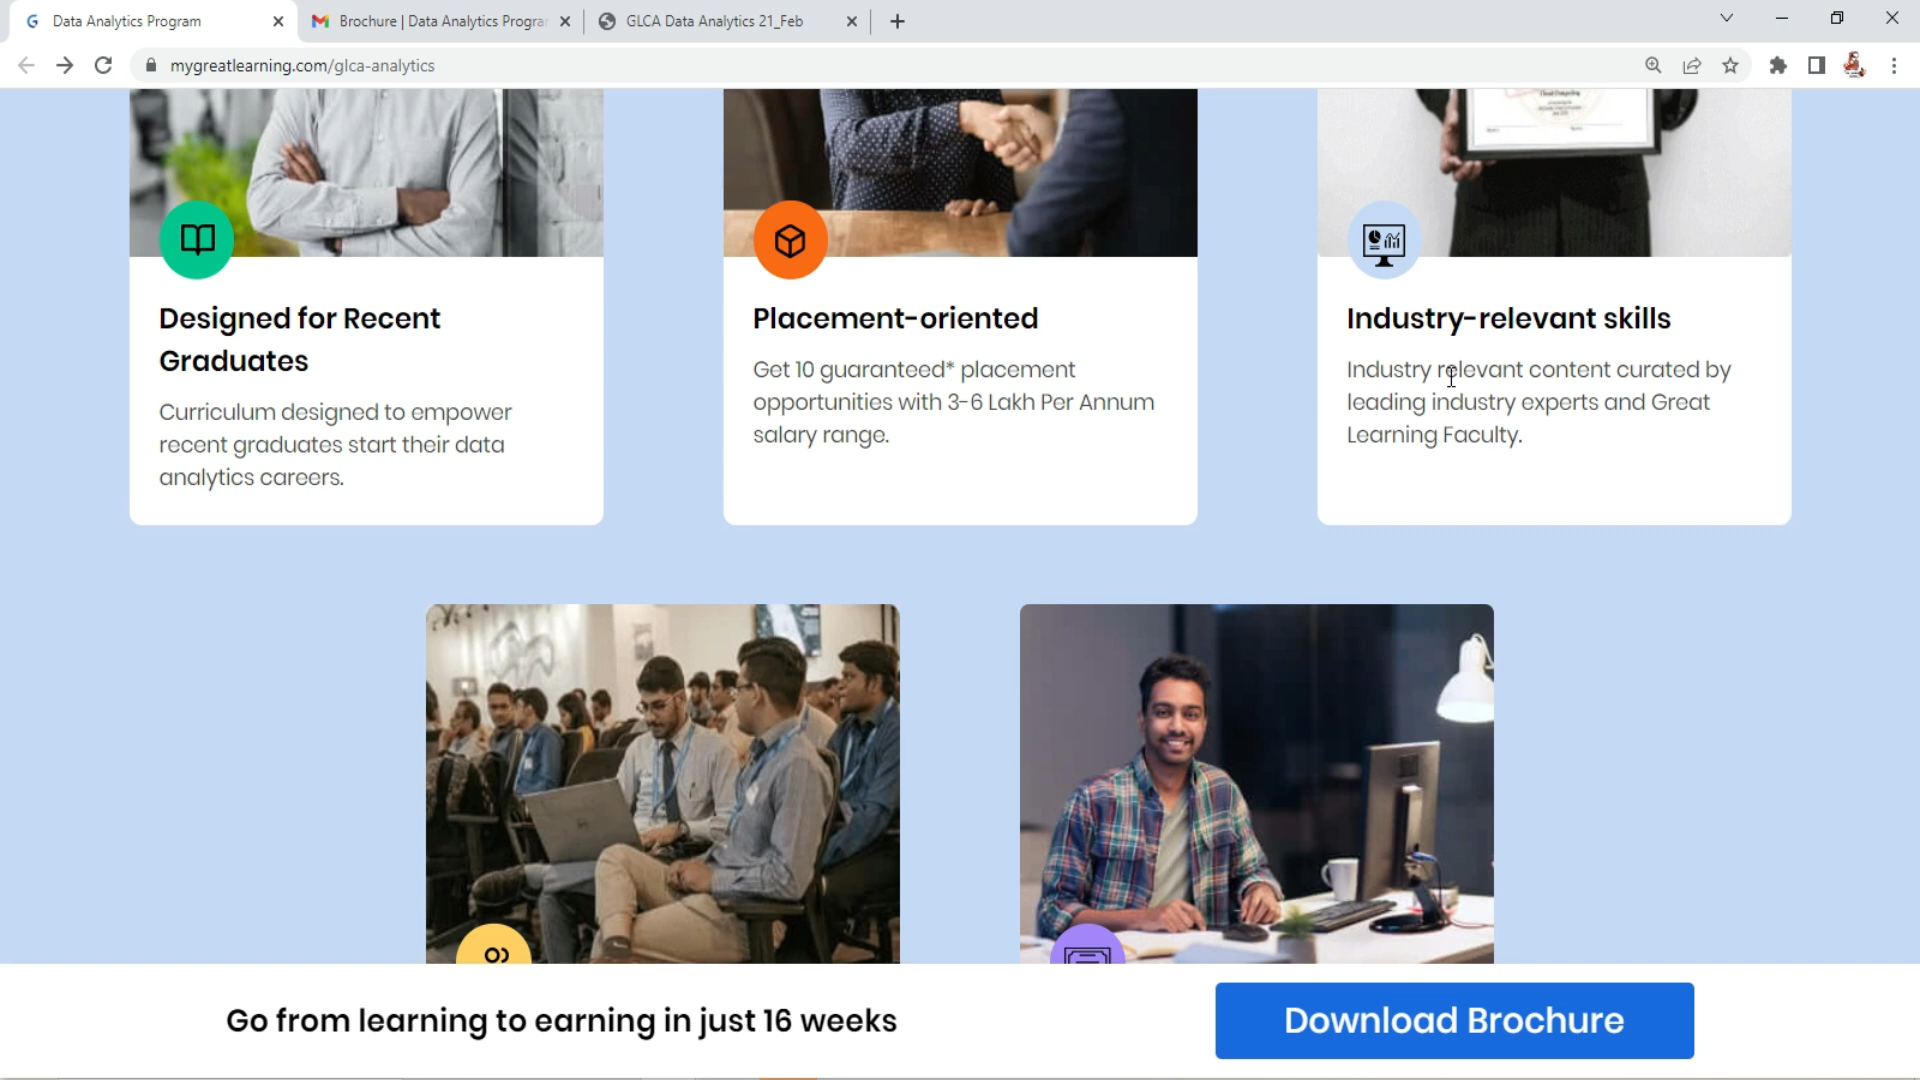 Data Analytics Program
Brochure | Data Analytics Progra
GLCA Data Analytics 21_Feb
mygreatlearning.com/glca-analytics
Designed for Recent
Graduates
Curriculum designed to empower
recent graduates start their data
analytics careers.
Placement-oriented
Get 10 guaranteed* placement
opportunities with 3-6 Lakh Per Annum
salary range.
Industry-relevant skills
Industry relevant content curated by
leading industry experts and Great
Learning Faculty.
Go from learning to earning in just 16 weeks
Download Brochure